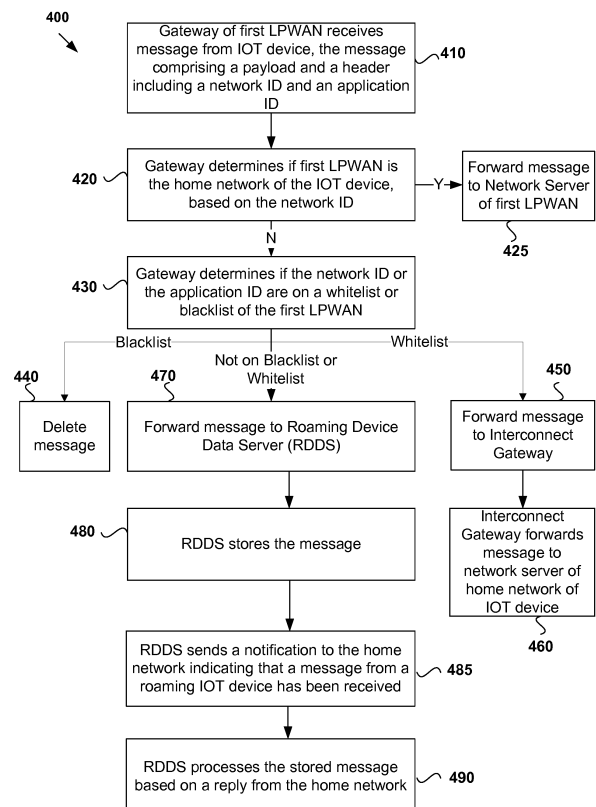 400
Gateway of first LPWAN receives
message from IOT device, the message
comprising a payload and a header
including a network ID and an application
ID
410
420
Gateway determines if first LPWAN is
the home network of the IOT device,
based on the network ID
Y
Forward message
to Network Server
of first LPWAN
425
N
430
Gateway determines if the network ID or
the application ID are on a whitelist or
blacklist of the first LPWAN
Blacklist
Not on Blacklist or
Whitelist
Whitelist
440
Delete
message
470
Forward message to Roaming Device
Data Server (RDDS)
450
Forward message
to Interconnect
Gateway
480
RDDS stores the message
Interconnect
Gateway forwards
message to
network server of
home network of
IOT device
460
RDDS sends a notification to the home
network indicating that a message from a
roaming IOT device has been received
485
RDDS processes the stored message
based on a reply from the home network
490